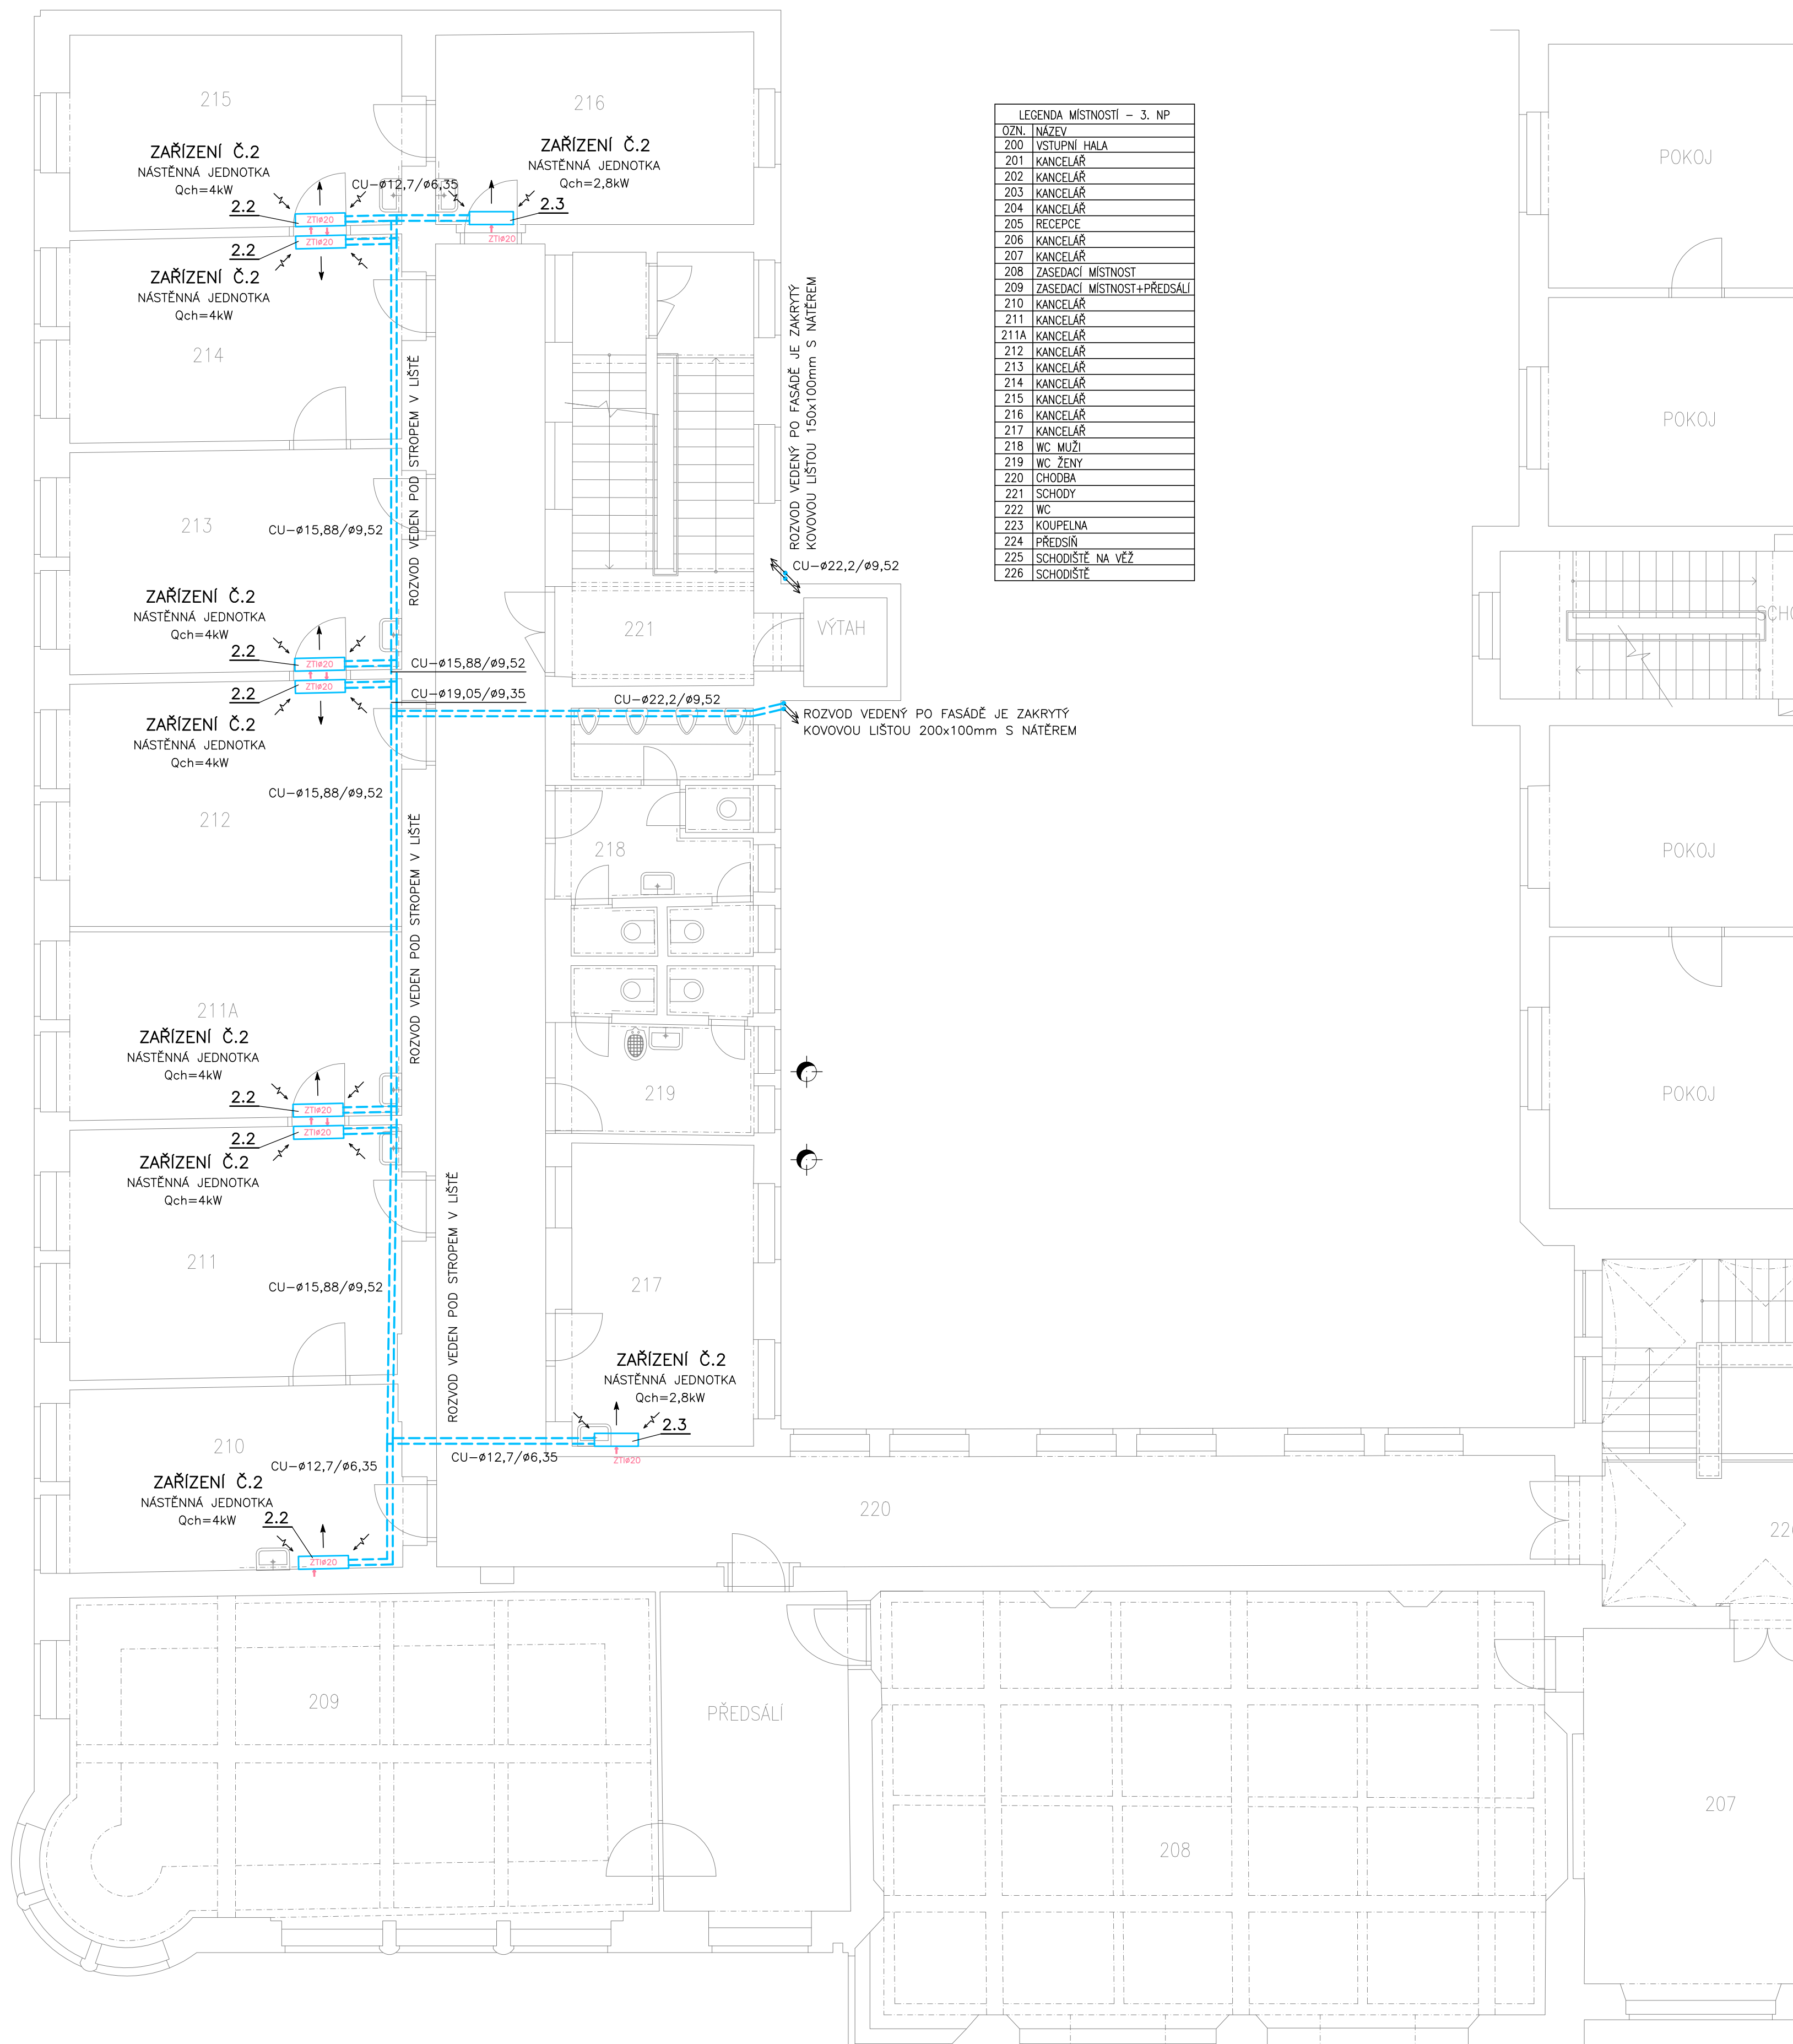 215
ZAŘÍZENÍ Č.2
NÁSTĚNNÁ JEDNOTKA
Qch=4kW
2.2
ZTIø20
CU-ø12,7/ø6,35
216
ZAŘÍZENÍ Č.2
NÁSTĚNNÁ JEDNOTKA
Qch=2,8kW
2.3
ZTIø20
2.2
ZTIø20
ZAŘÍZENÍ Č.2
NÁSTĚNNÁ JEDNOTKA
Qch=4kW
214
ROZVOD VEDEN POD STROPEM V LIŠTĚ
213
CU-ø15,88/ø9,52
ZAŘÍZENÍ Č.2
NÁSTĚNNÁ JEDNOTKA
Qch=4kW
2.2
ZTIø20
CU-ø15,88/ø9,52
2.2
ZTIø20
CU-ø19,05/ø9,35
ZAŘÍZENÍ Č.2
NÁSTĚNNÁ JEDNOTKA
Qch=4kW
CU-ø15,88/ø9,52
212
ROZVOD VEDEN POD STROPEM V LIŠTĚ
211A
ZAŘÍZENÍ Č.2
NÁSTĚNNÁ JEDNOTKA
Qch=4kW
2.2
ZTIø20
2.2
ZTIø20
ZAŘÍZENÍ Č.2
NÁSTĚNNÁ JEDNOTKA
Qch=4kW
211
CU-ø15,88/ø9,52
ROZVOD VEDEN POD STROPEM V LIŠTĚ
210
CU-ø12,7/ø6,35
ZAŘÍZENÍ Č.2
NÁSTĚNNÁ JEDNOTKA
Qch=4kW
2.2
ZTIø20
221
VÝTAH
ROZVOD VEDENÝ PO FASÁDĚ JE ZAKRYTÝ
KOVOVOU LIŠTOU 150x100mm S NÁTĚREM
CU-ø22,2/ø9,52
CU-ø22,2/ø9,52
ROZVOD VEDENÝ PO FASÁDĚ JE ZAKRYTÝ
KOVOVOU LIŠTOU 200x100mm S NÁTĚREM
218
219
217
ZAŘÍZENÍ Č.2
NÁSTĚNNÁ JEDNOTKA
Qch=2,8kW
2.3
CU-ø12,7/ø6,35
ZTIø20
220
209
PŘEDSÁLÍ
208
207
LEGENDA MÍSTNOSTÍ - 3. NP
OZN. NÁZEV
200 VSTUPNÍ HALA
201 KANCELÁŘ
202 KANCELÁŘ
203 KANCELÁŘ
204 KANCELÁŘ
205 RECEPCE
206 KANCELÁŘ
207 KANCELÁŘ
208 ZASEDACÍ MÍSTNOST
209 ZASEDACÍ MÍSTNOST+PŘEDSÁLÍ
210 KANCELÁŘ
211 KANCELÁŘ
211A KANCELÁŘ
212 KANCELÁŘ
213 KANCELÁŘ
214 KANCELÁŘ
215 KANCELÁŘ
216 KANCELÁŘ
217 KANCELÁŘ
218 WC MUŽI
219 WC ŽENY
220 CHODBA
221 SCHODY
222 WC
223 KOUPELNA
224 PŘEDSÍŇ
225 SCHODIŠTĚ NA VĚŽ
226 SCHODIŠTĚ
POKOJ
POKOJ
POKOJ
POKOJ